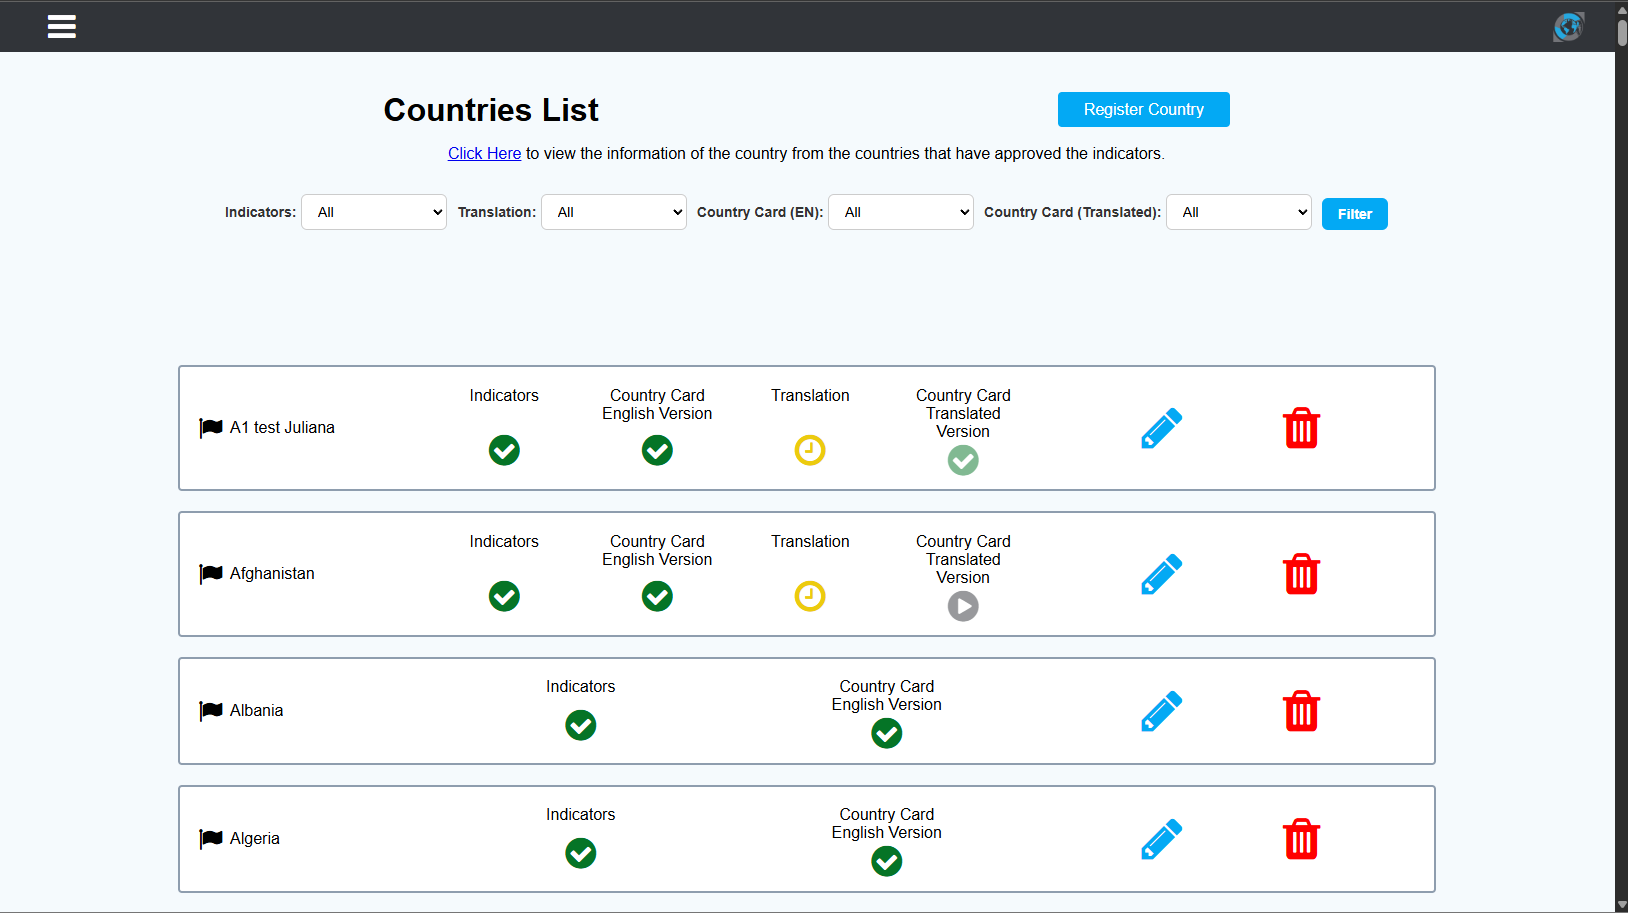 Countries List
Register Country
Click Here to view the information of the country from the countries that have approved the indicators.
Indicators: All Translation: All Country Card (EN): All Country Card (Translated): All Filter
A1 test Juliana
Indicators
Country Card
English Version
Translation
Country Card
Translated
Version
Afghanistan
Indicators
Country Card
English Version
Translation
Country Card
Translated
Version
Albania
Indicators
Country Card
English Version
Algeria
Indicators
Country Card
English Version